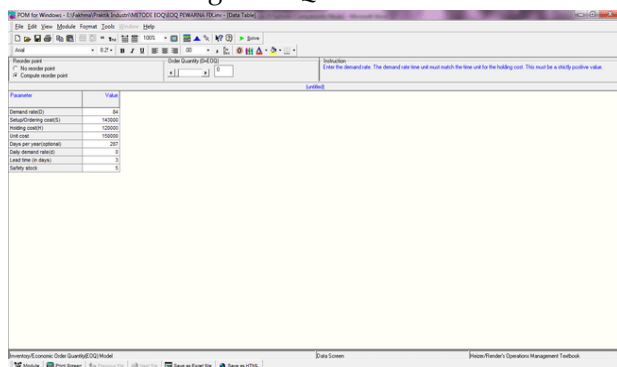 POM for Windows - E:\Fakhma\Praktik Industri\METODE EOQ\EOQ PEWARNA FIX.inv - [Data Table]
File Edit View Module Format Tools Window Help
100% Solve
Arial 8.2 B I U .00
Reorder point
No reorder point
Compute reorder point
Order Quantity (0=EOQ)
0
Instruction
Enter the demand rate. The demand rate time unit must match the time unit for the holding cost. This must be a strictly positive value.
(untitled)
Parameter Value
Demand rate(D) 84
Setup/Ordering cost(S) 143000
Holding cost(H) 120000
Unit cost 150000
Days per year(optional) 287
Daily demand rate(d) 0
Lead time (in days) 3
Safety stock 5
Inventory/Economic Order Quantity(EOQ) Model Data Screen Heizer/Render's Operations Management Textbook
Module Print Screen Previous file Next file Save as Excel file Save as HTML